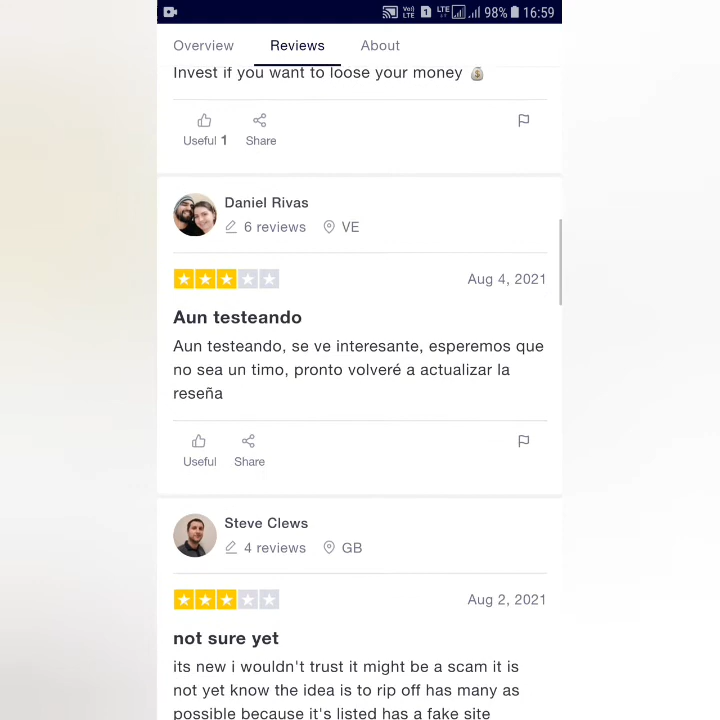 98% 16:59
Overview Reviews About
Invest if you want to loose your money 💰
Useful 1 Share
Daniel Rivas
6 reviews VE
Aug 4, 2021
Aun testeando
Aun testeando, se ve interesante, esperemos que
no sea un timo, pronto volveré a actualizar la
reseña
Useful Share
Steve Clews
4 reviews GB
Aug 2, 2021
not sure yet
its new i wouldn't trust it might be a scam it is
not yet know the idea is to rip off has many as
possible because it's listed has a fake site